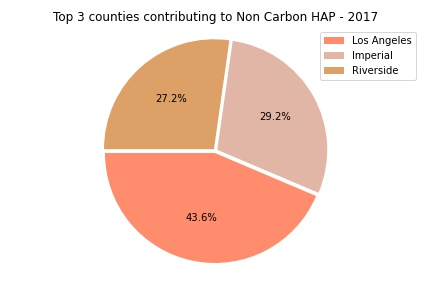 Top 3 counties contributing to Non Carbon HAP - 2017
Los Angeles
Imperial
Riverside
27.2%
29.2%
43.6%